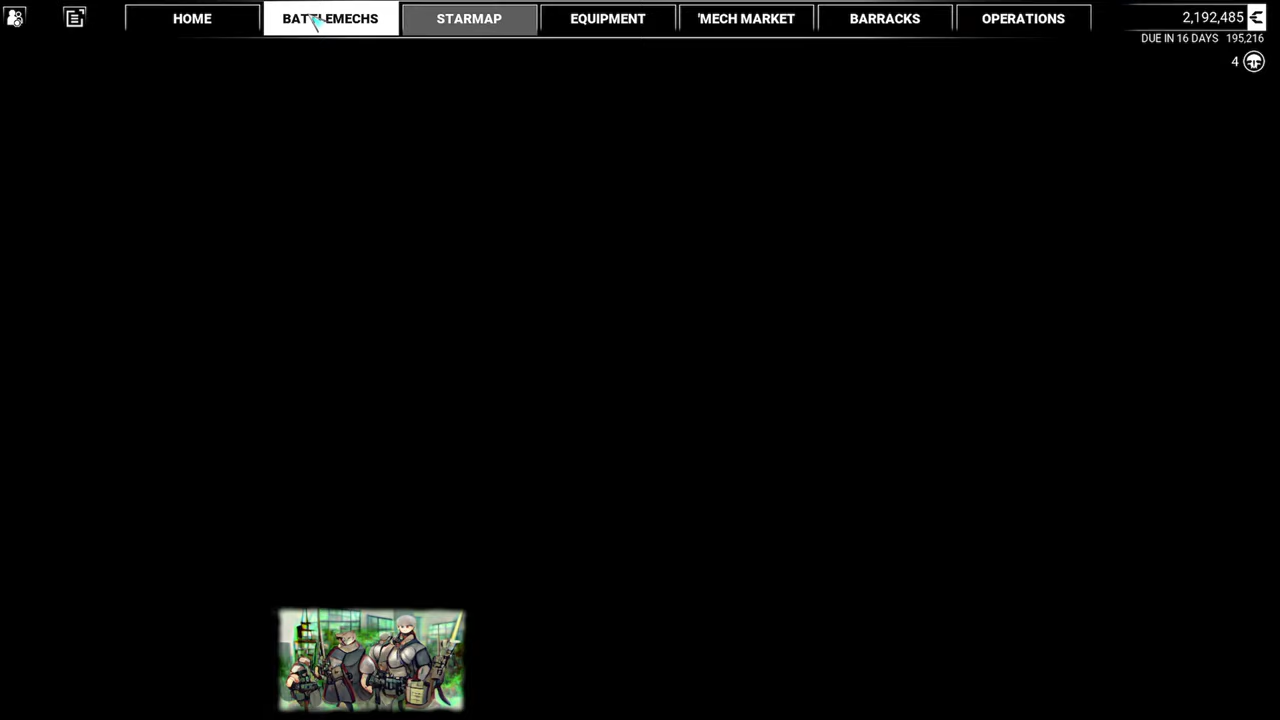 HOME
BATTLEMECHS
STARMAP
EQUIPMENT
'MECH MARKET
BARRACKS
OPERATIONS
2,192,485
DUE IN 16 DAYS 195,216
4